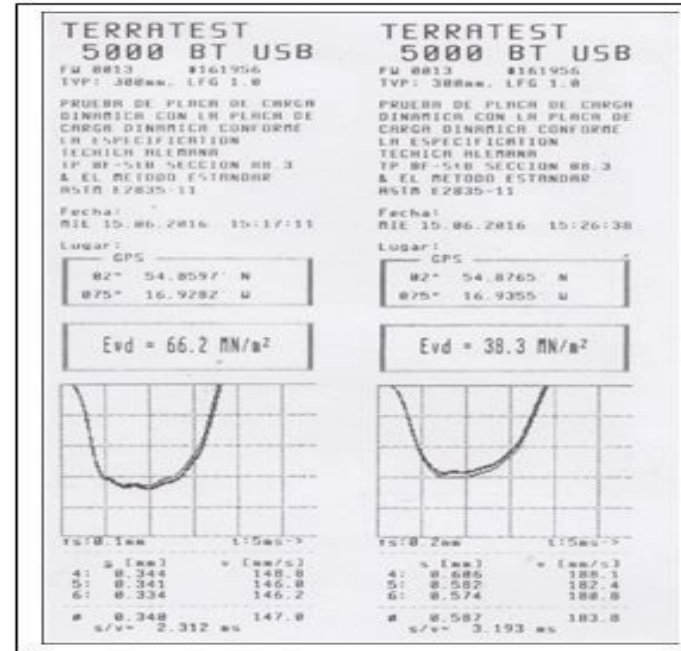 TERRATEST
5000 BT USB
FW 0013 #161956
TYP: 300mm, LFG 1.0
PRUEBA DE PLACA DE CARGA
DINAMICA CON LA PLACA DE
CARGA DINAMICA CONFORME
LA ESPECIFICATION
TECHICA ALEMANA
TP BF-StB SECCION 88.3
& EL METODO ESTANDAR
ASTM E2835-11
Fecha:
MIE 15.06.2016 15:17:11
Lugar:
GPS
02° 54.8597' N
075° 16.9282' W
Evd = 66.2 MN/m²
fs:0.1mm t:5ms->
s [mm] v [mm/s]
4: 0.344 148.8
5: 0.341 146.0
6: 0.334 146.2
ø 0.340 147.0
s/v= 2.312 ms
TERRATEST
5000 BT USB
FW 0013 #161956
TYP: 300mm, LFG 1.0
PRUEBA DE PLACA DE CARGA
DINAMICA CON LA PLACA DE
CARGA DINAMICA CONFORME
LA ESPECIFICATION
TECHICA ALEMANA
TP BF-StB SECCION 88.3
& EL METODO ESTANDAR
ASTM E2835-11
Fecha:
MIE 15.06.2016 15:26:38
Lugar:
GPS
02° 54.8765' N
075° 16.9355' W
Evd = 38.3 MN/m²
fs:0.2mm t:5ms->
s [mm] v [mm/s]
4: 0.606 188.1
5: 0.582 182.4
6: 0.574 180.8
ø 0.587 183.8
s/v= 3.193 ms